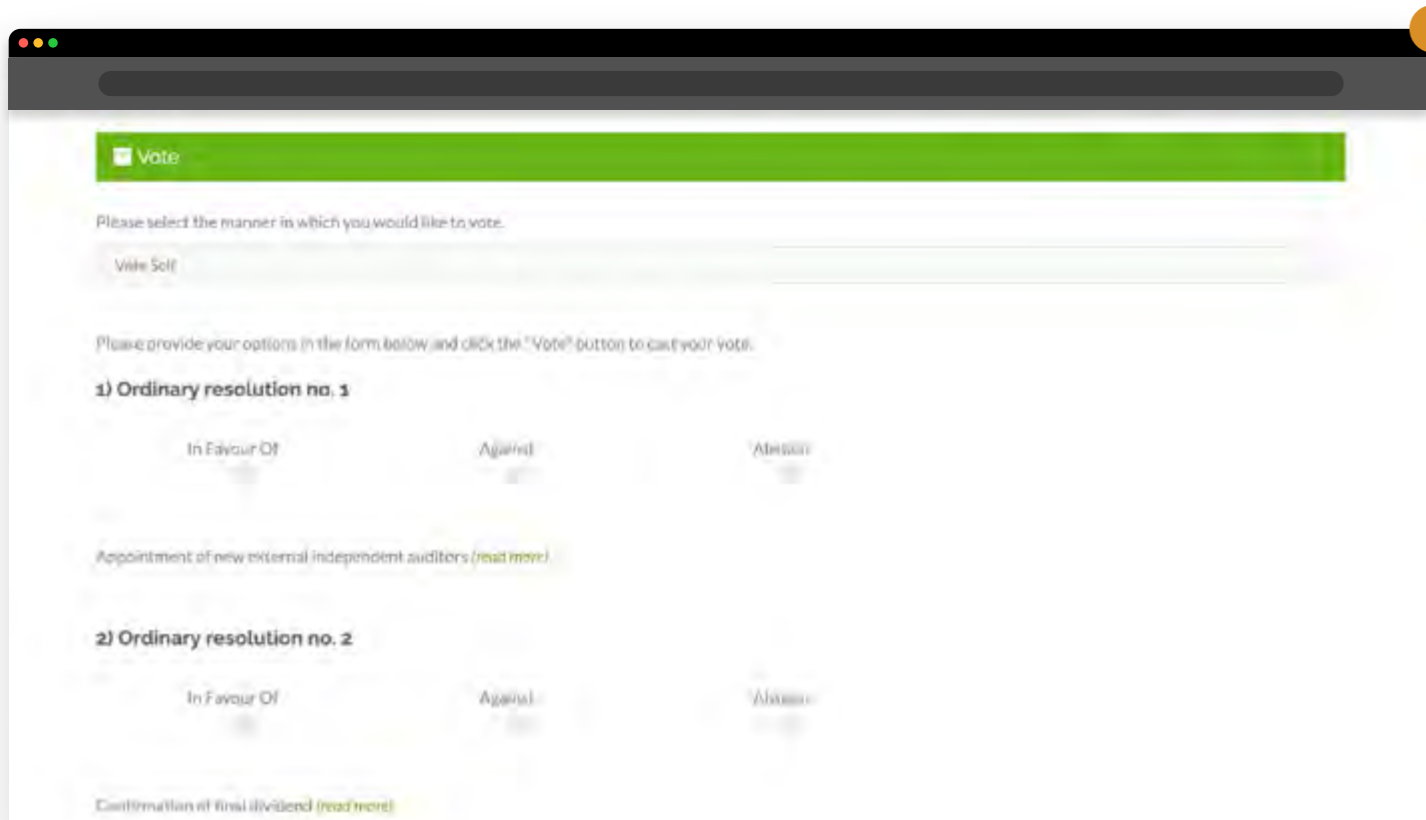 Vote
Please select the manner in which you would like to vote.
Vote Self
Please provide your options in the form below and click the "Vote" button to cast your vote.
1) Ordinary resolution no. 1
In Favour Of Against Abstain
Appointment of new external independent auditors (read more)
2) Ordinary resolution no. 2
In Favour Of Against Abstain
Confirmation of final dividend (read more)